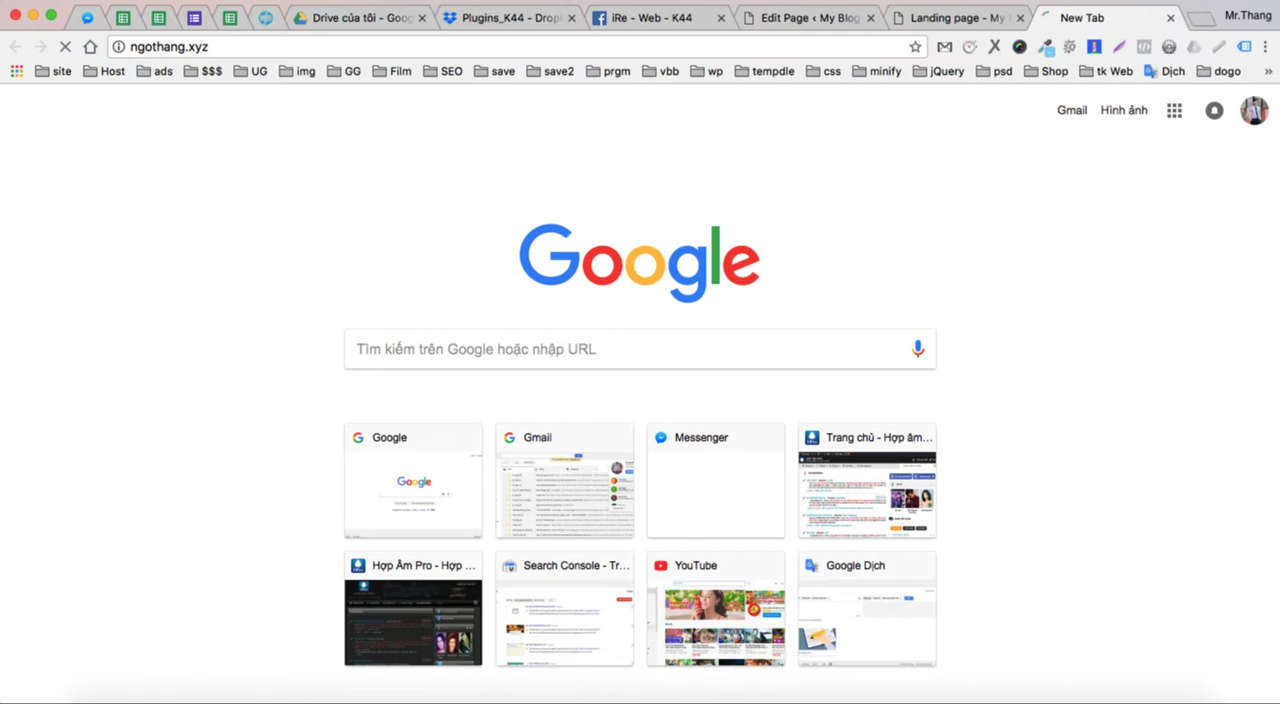 Drive của tôi - Goog
Plugins_K44 - Dropl
iRe - Web - K44
Edit Page ‹ My Blog
Landing page - My
New Tab
Mr.Thang
ngothang.xyz
site
Host
ads
$$$
UG
img
GG
Film
SEO
save
save2
prgm
vbb
wp
tempdle
css
minify
jQuery
psd
Shop
tk Web
Dịch
dogo
»
Gmail
Hình ảnh
Google
Tìm kiếm trên Google hoặc nhập URL
Google
Gmail
Messenger
Trang chủ - Hợp âm...
Google
Hợp Âm Pro - Hợp ...
Search Console - Tr...
YouTube
Google Dịch